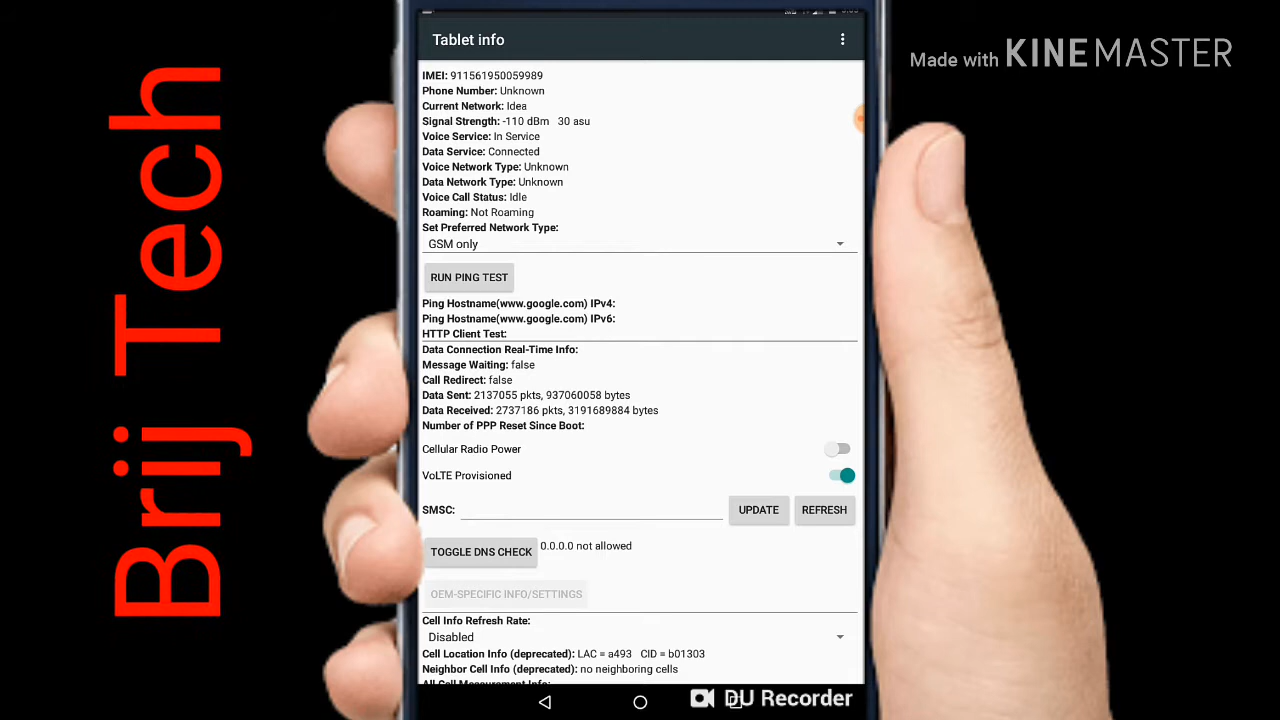 Brij Tech
Made with KINEMASTER
Tablet info
IMEI: 911561950059989
Phone Number: Unknown
Current Network: Idea
Signal Strength: -110 dBm 30 asu
Voice Service: In Service
Data Service: Connected
Voice Network Type: Unknown
Data Network Type: Unknown
Voice Call Status: Idle
Roaming: Not Roaming
Set Preferred Network Type:
GSM only
RUN PING TEST
Ping Hostname(www.google.com) IPv4:
Ping Hostname(www.google.com) IPv6:
HTTP Client Test:
Data Connection Real-Time Info:
Message Waiting: false
Call Redirect: false
Data Sent: 2137055 pkts, 937060058 bytes
Data Received: 2737186 pkts, 3191689884 bytes
Number of PPP Reset Since Boot:
Cellular Radio Power
VoLTE Provisioned
SMSC: UPDATE REFRESH
TOGGLE DNS CHECK 0.0.0.0 not allowed
OEM-SPECIFIC INFO/SETTINGS
Cell Info Refresh Rate:
Disabled
Cell Location Info (deprecated): LAC = a493 CID = b01303
Neighbor Cell Info (deprecated): no neighboring cells
All Cell Measurement Info:
DU Recorder